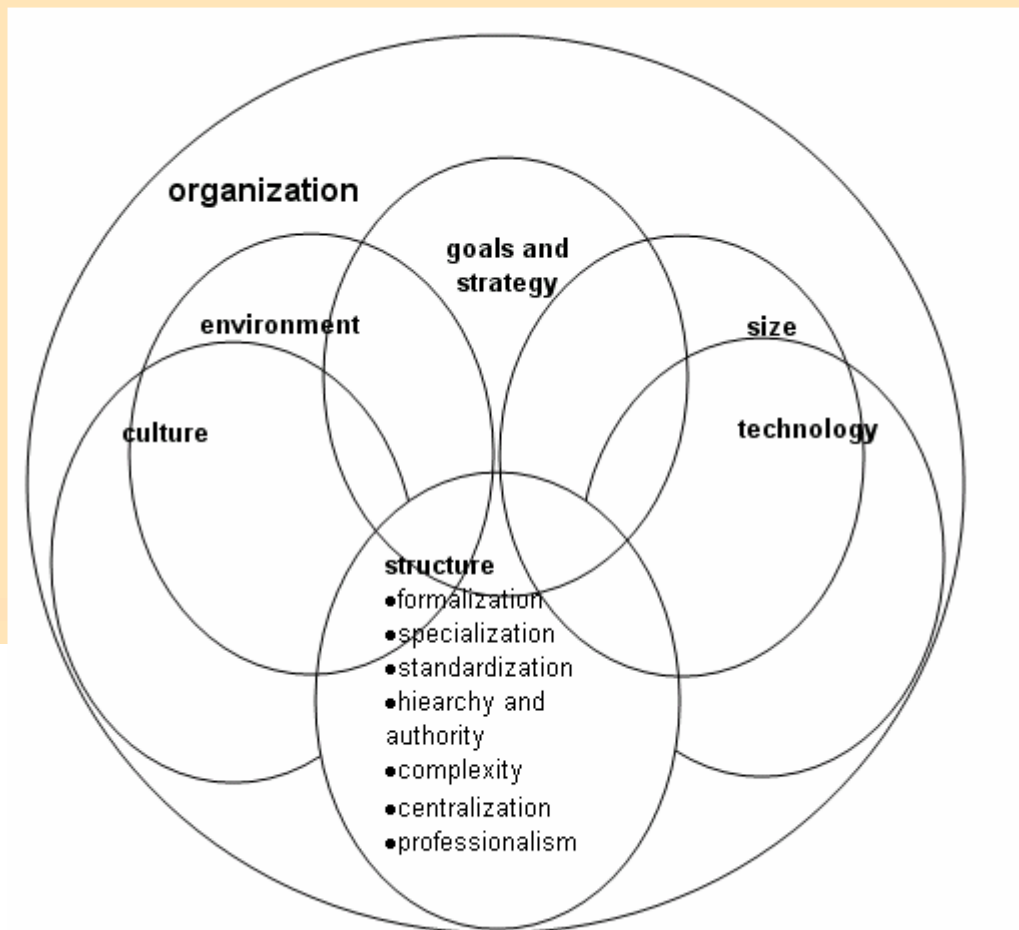 organization
goals and
strategy
environment
size
culture
technology
structure
•formalization
•specialization
•standardization
•hiearchy and
authority
•complexity
•centralization
•professionalism